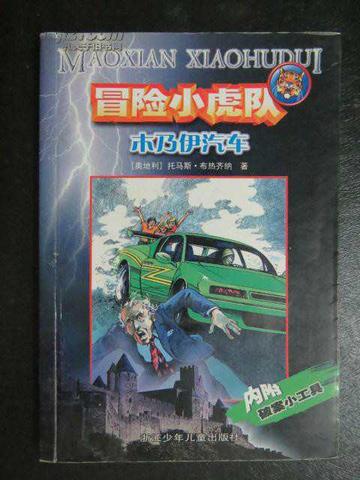 MAOXIAN XIAOHUDUI
冒险小虎队
木乃伊汽车
[奥地利] 托马斯·布热齐纳 著
内附
破案小工具
浙江少年儿童出版社